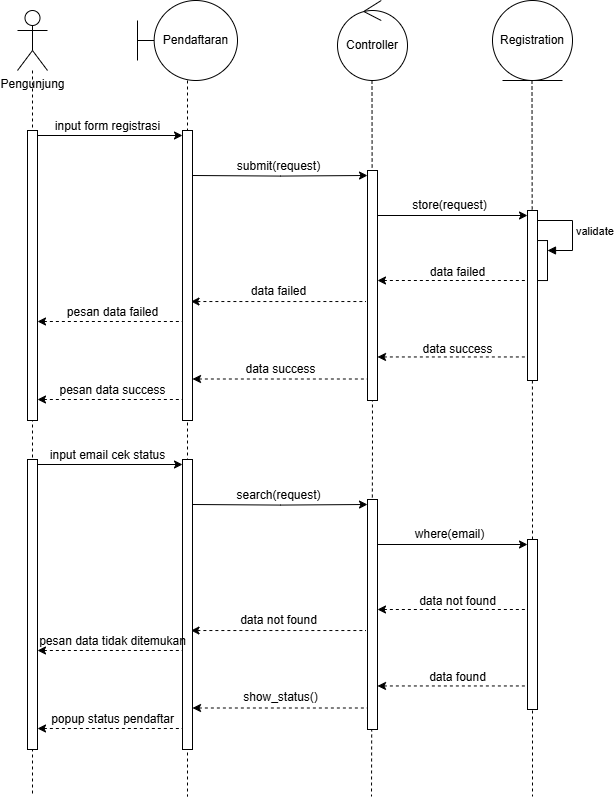 Pengunjung
Pendaftaran
Controller
Registration
input form registrasi
submit(request)
store(request)
validate
data failed
data failed
pesan data failed
data success
data success
pesan data success
input email cek status
search(request)
where(email)
data not found
data not found
pesan data tidak ditemukan
data found
show_status()
popup status pendaftar